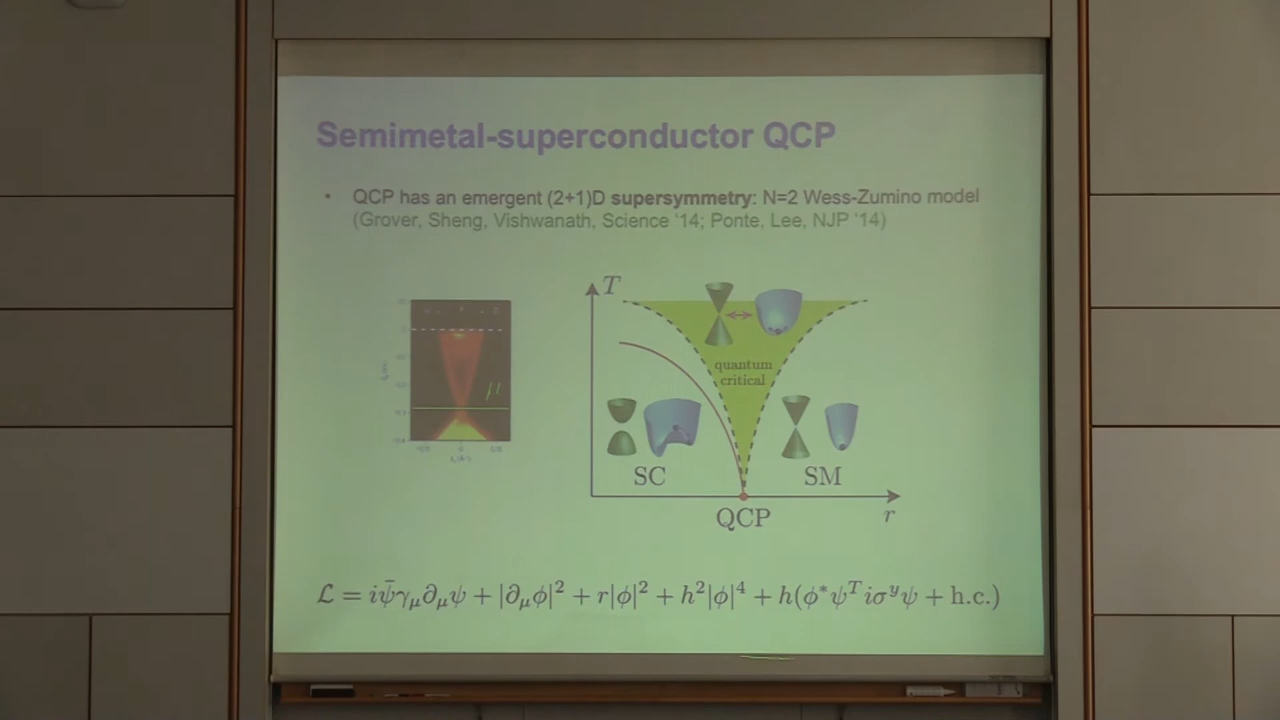 Semimetal-superconductor QCP
• QCP has an emergent (2+1)D supersymmetry: N=2 Wess-Zumino model
(Grover, Sheng, Vishwanath, Science '14; Ponte, Lee, NJP '14)
T
quantum
critical
μ
SC
SM
QCP
r
ℒ = iψ̄γ_μ∂_μψ + |∂_μϕ|² + r|ϕ|² + h²|ϕ|⁴ + h(ϕ*ψᵀiσʸψ + h.c.)